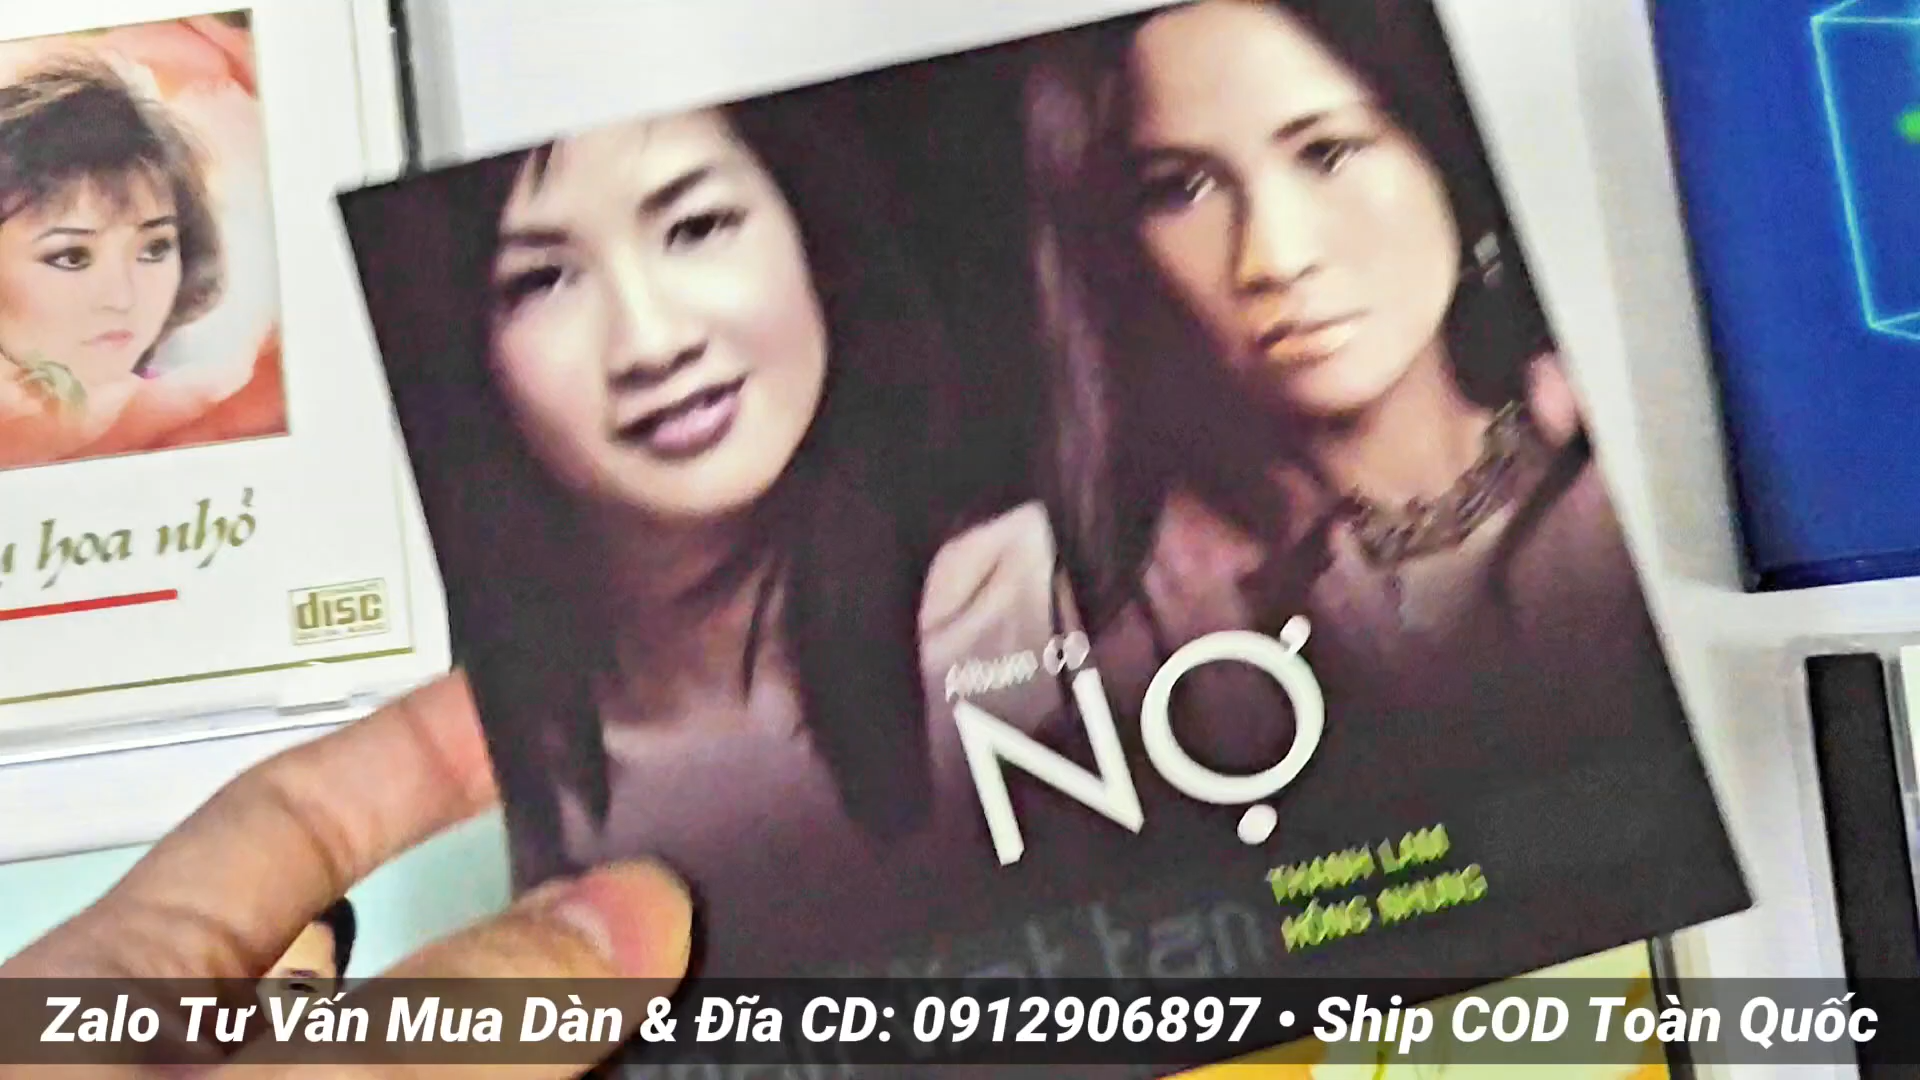 hoa nhỏ
disc
Album CD
NỢ
THANH LAM
HỒNG NHUNG
Zalo Tư Vấn Mua Dàn & Đĩa CD: 0912906897 • Ship COD Toàn Quốc